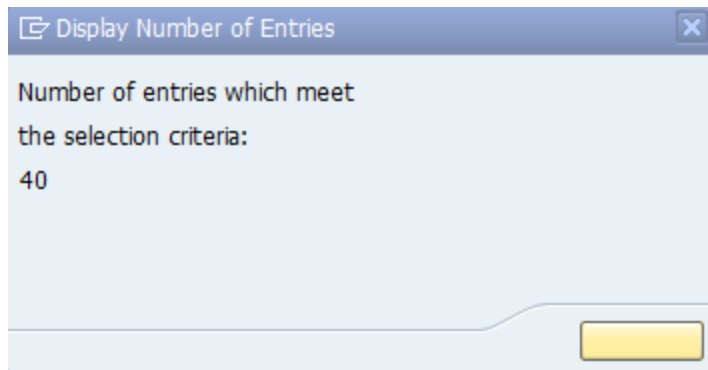 Display Number of Entries
Number of entries which meet
the selection criteria:
40